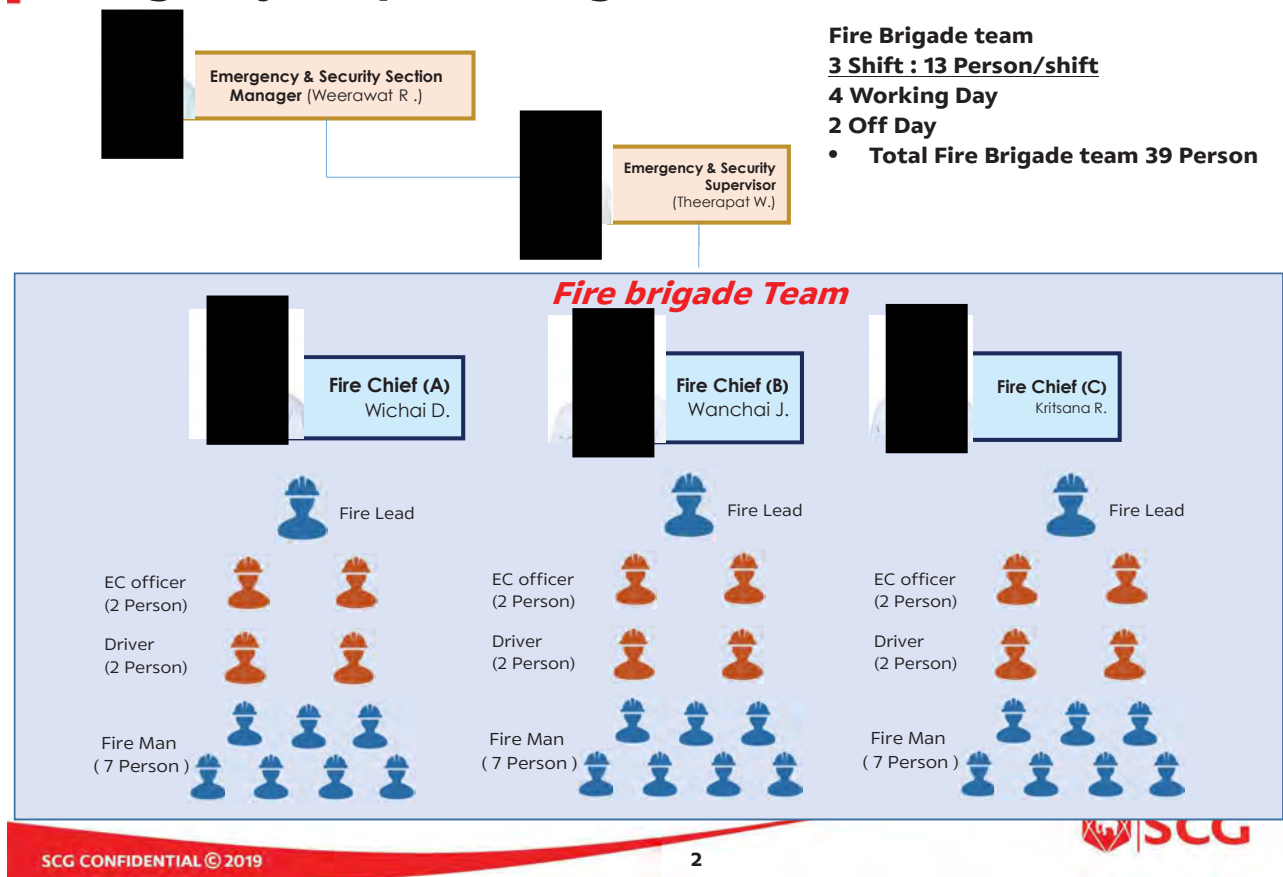 Emergency & Security Section
Manager (Weerawat R .)
Emergency & Security
Supervisor
(Theerapat W.)
Fire Brigade team
3 Shift : 13 Person/shift
4 Working Day
2 Off Day
• Total Fire Brigade team 39 Person
Fire brigade Team
Fire Chief (A)
Wichai D.
Fire Lead
EC officer
(2 Person)
Driver
(2 Person)
Fire Man
( 7 Person )
Fire Chief (B)
Wanchai J.
Fire Lead
EC officer
(2 Person)
Driver
(2 Person)
Fire Man
( 7 Person )
Fire Chief (C)
Kritsana R.
Fire Lead
EC officer
(2 Person)
Driver
(2 Person)
Fire Man
( 7 Person )
SCG CONFIDENTIAL © 2019
2
SCG